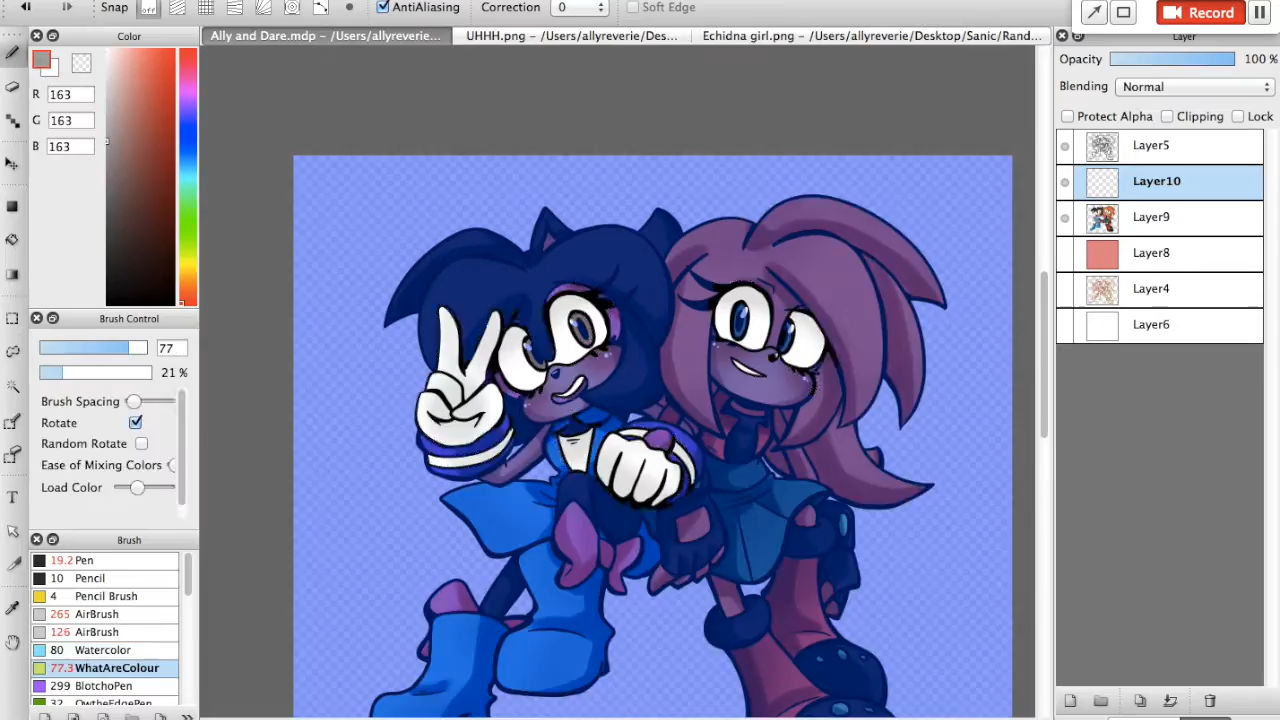 Snap off AntiAliasing Correction 0 Soft Edge Record
Color Ally and Dare.mdp – /Users/allyreverie... UHHH.png – /Users/allyreverie/Des... Echidna girl.png – /Users/allyreverie/Desktop/Sanic/Rand... Layer
R 163
G 163
B 163
Opacity 100 %
Blending Normal
Protect Alpha Clipping Lock
Layer5
Layer10
Layer9
Layer8
Layer4
Layer6
Brush Control
77
21 %
Brush Spacing
Rotate
Random Rotate
Ease of Mixing Colors
Load Color
Brush
19.2 Pen
10 Pencil
4 Pencil Brush
265 AirBrush
126 AirBrush
80 Watercolor
77.3 WhatAreColour
299 BlotchoPen
32 OwtheEdgePen
T